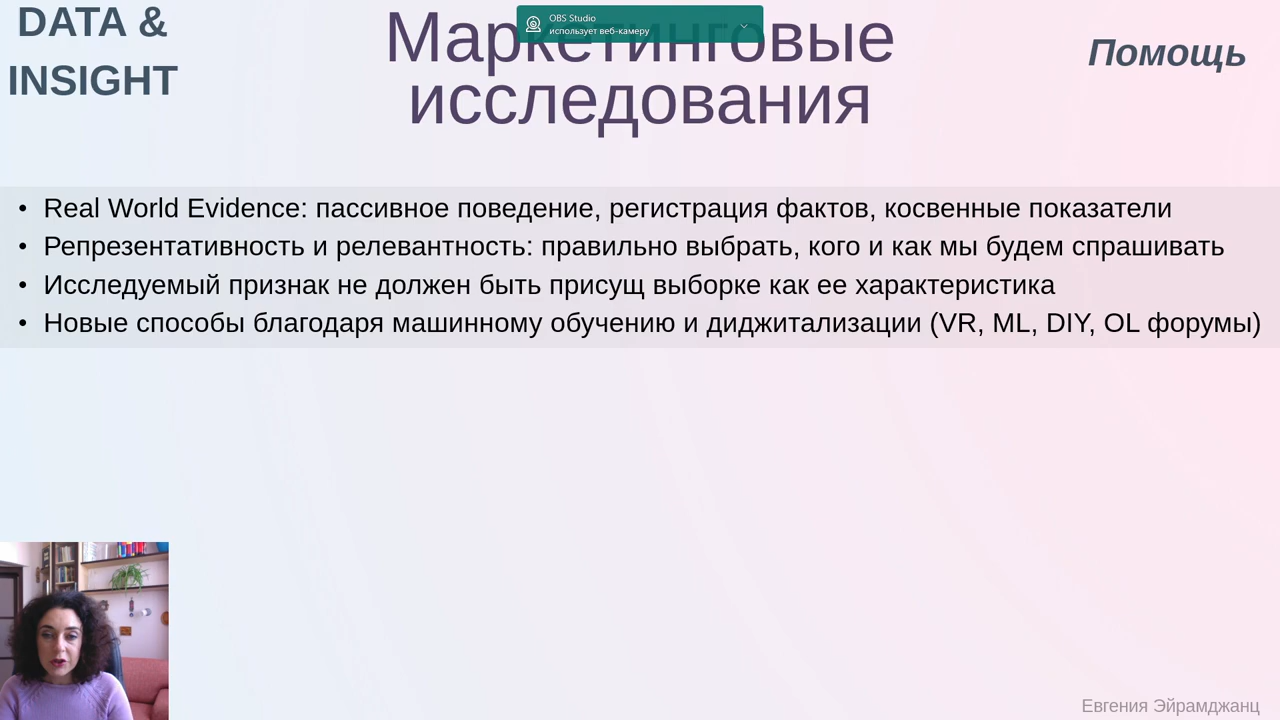 DATA &
INSIGHT
OBS Studio
использует веб-камеру
Маркетинговые
исследования
Помощь
• Real World Evidence: пассивное поведение, регистрация фактов, косвенные показатели
• Репрезентативность и релевантность: правильно выбрать, кого и как мы будем спрашивать
• Исследуемый признак не должен быть присущ выборке как ее характеристика
• Новые способы благодаря машинному обучению и диджитализации (VR, ML, DIY, OL форумы)
Евгения Эйрамджанц